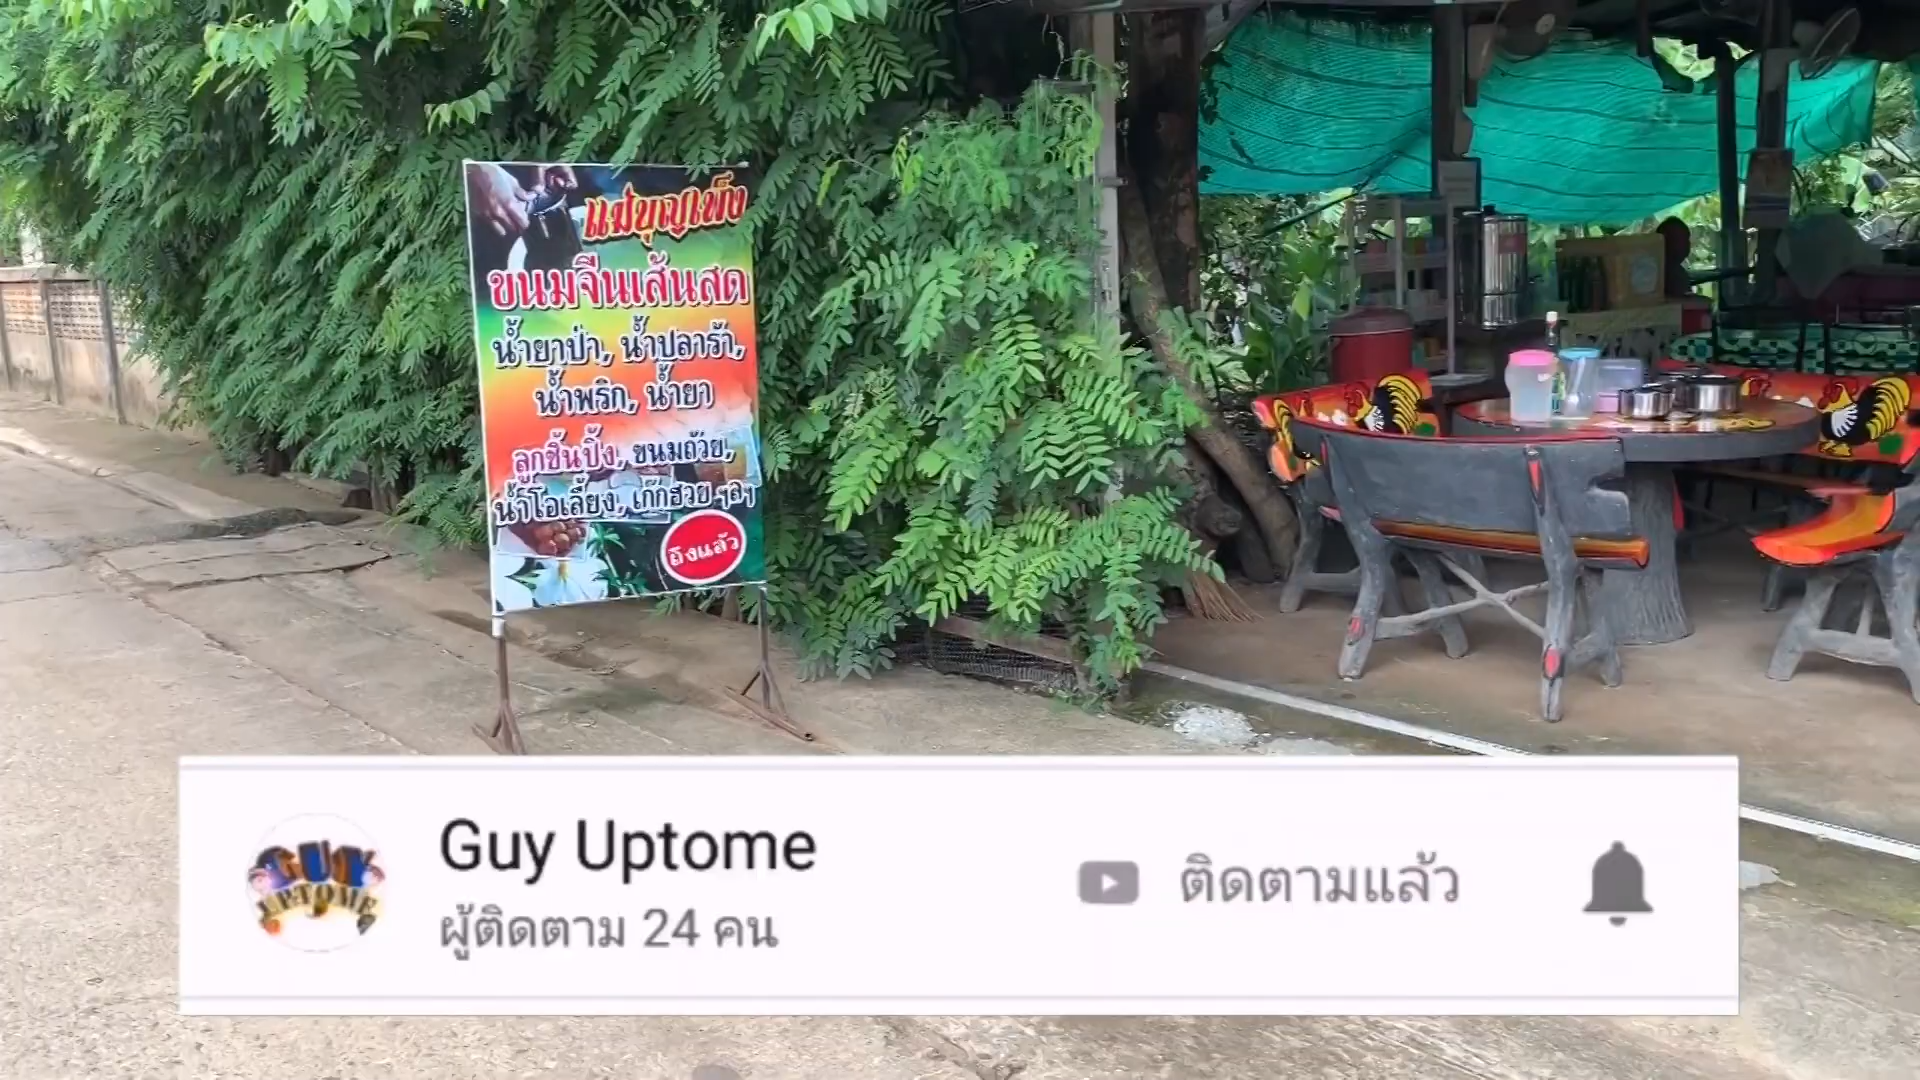 แม่บุญเพ็ง
ขนมจีนเส้นสด
น้ำยาป่า, น้ำปลาร้า,
น้ำพริก, น้ำยา
ลูกชิ้นปิ้ง, ขนมถ้วย,
น้ำโอเลี้ยง, เก๊กฮวย ฯลฯ
ถึงแล้ว
GUY
UPTOME
Guy Uptome
ติดตามแล้ว
ผู้ติดตาม 24 คน